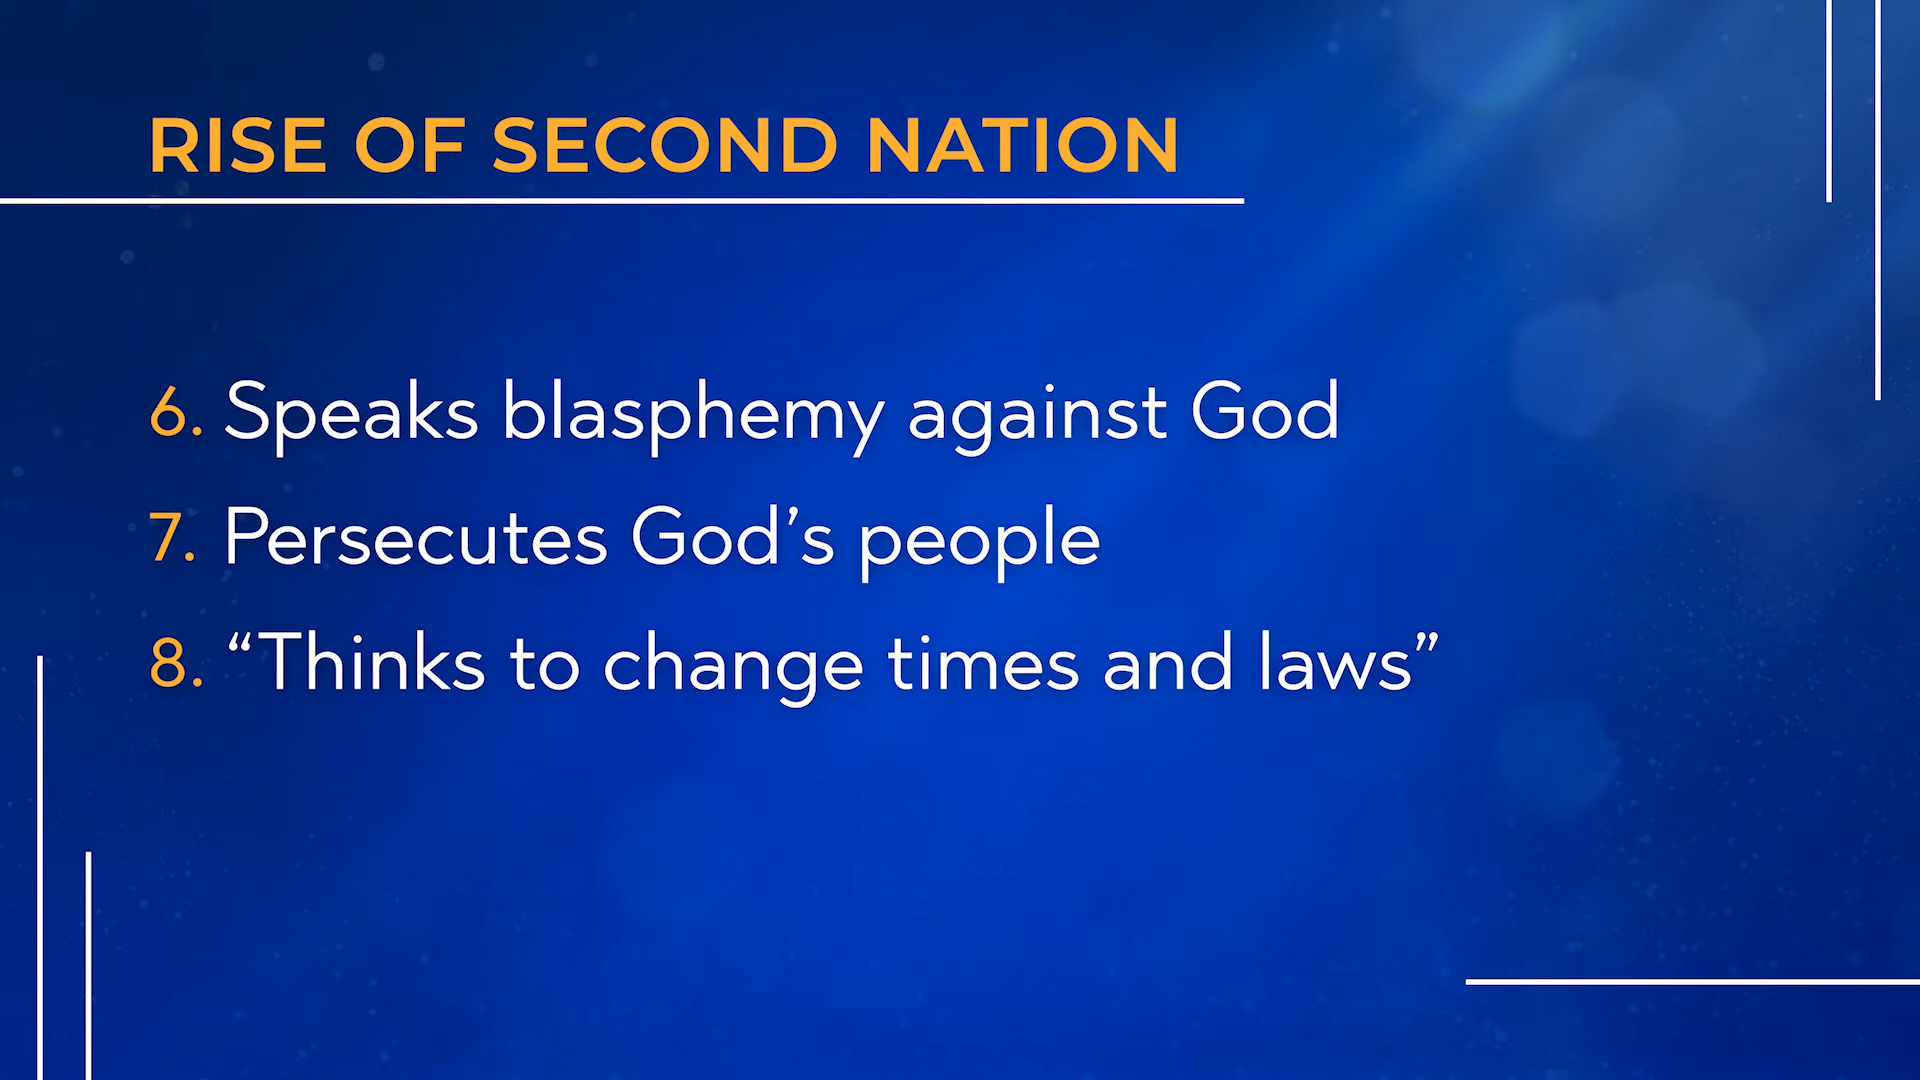 RISE OF SECOND NATION
6. Speaks blasphemy against God
7. Persecutes God’s people
8. “Thinks to change times and laws”